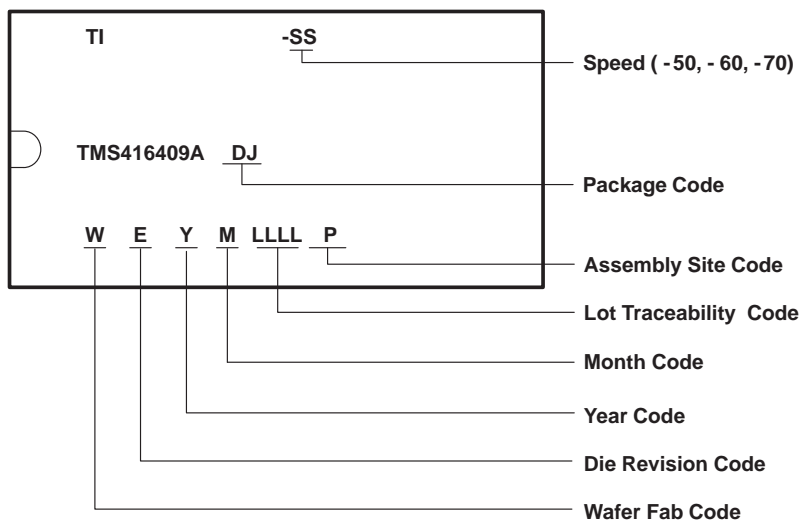 TI -SS
Speed ( -50, - 60, -70)
TMS416409A DJ
Package Code
W E Y M LLLL P
Assembly Site Code
Lot Traceability Code
Month Code
Year Code
Die Revision Code
Wafer Fab Code